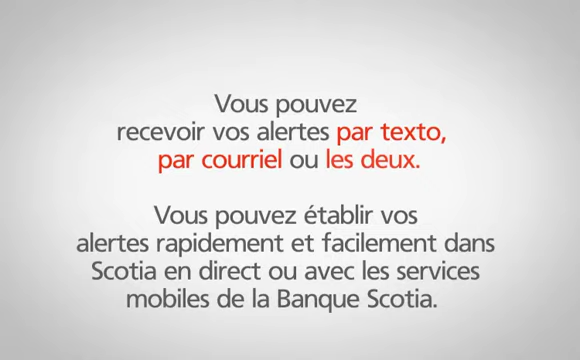 Vous pouvez
recevoir vos alertes par texto,
par courriel ou les deux.
Vous pouvez établir vos
alertes rapidement et facilement dans
Scotia en direct ou avec les services
mobiles de la Banque Scotia.